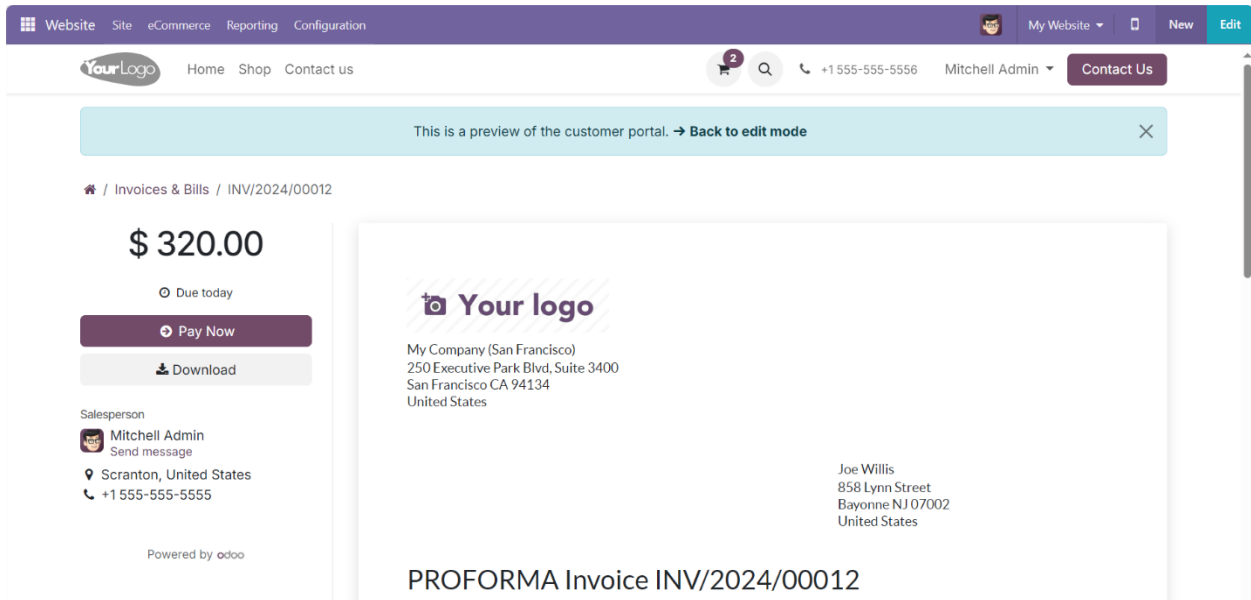 Website Site eCommerce Reporting Configuration My Website New Edit
YourLogo Home Shop Contact us 2 +1 555-555-5556 Mitchell Admin Contact Us
This is a preview of the customer portal. → Back to edit mode
/ Invoices & Bills / INV/2024/00012
$ 320.00
Due today
Pay Now
Download
Salesperson
Mitchell Admin
Send message
Scranton, United States
+1 555-555-5555
Powered by odoo
Your logo
My Company (San Francisco)
250 Executive Park Blvd, Suite 3400
San Francisco CA 94134
United States
Joe Willis
858 Lynn Street
Bayonne NJ 07002
United States
PROFORMA Invoice INV/2024/00012